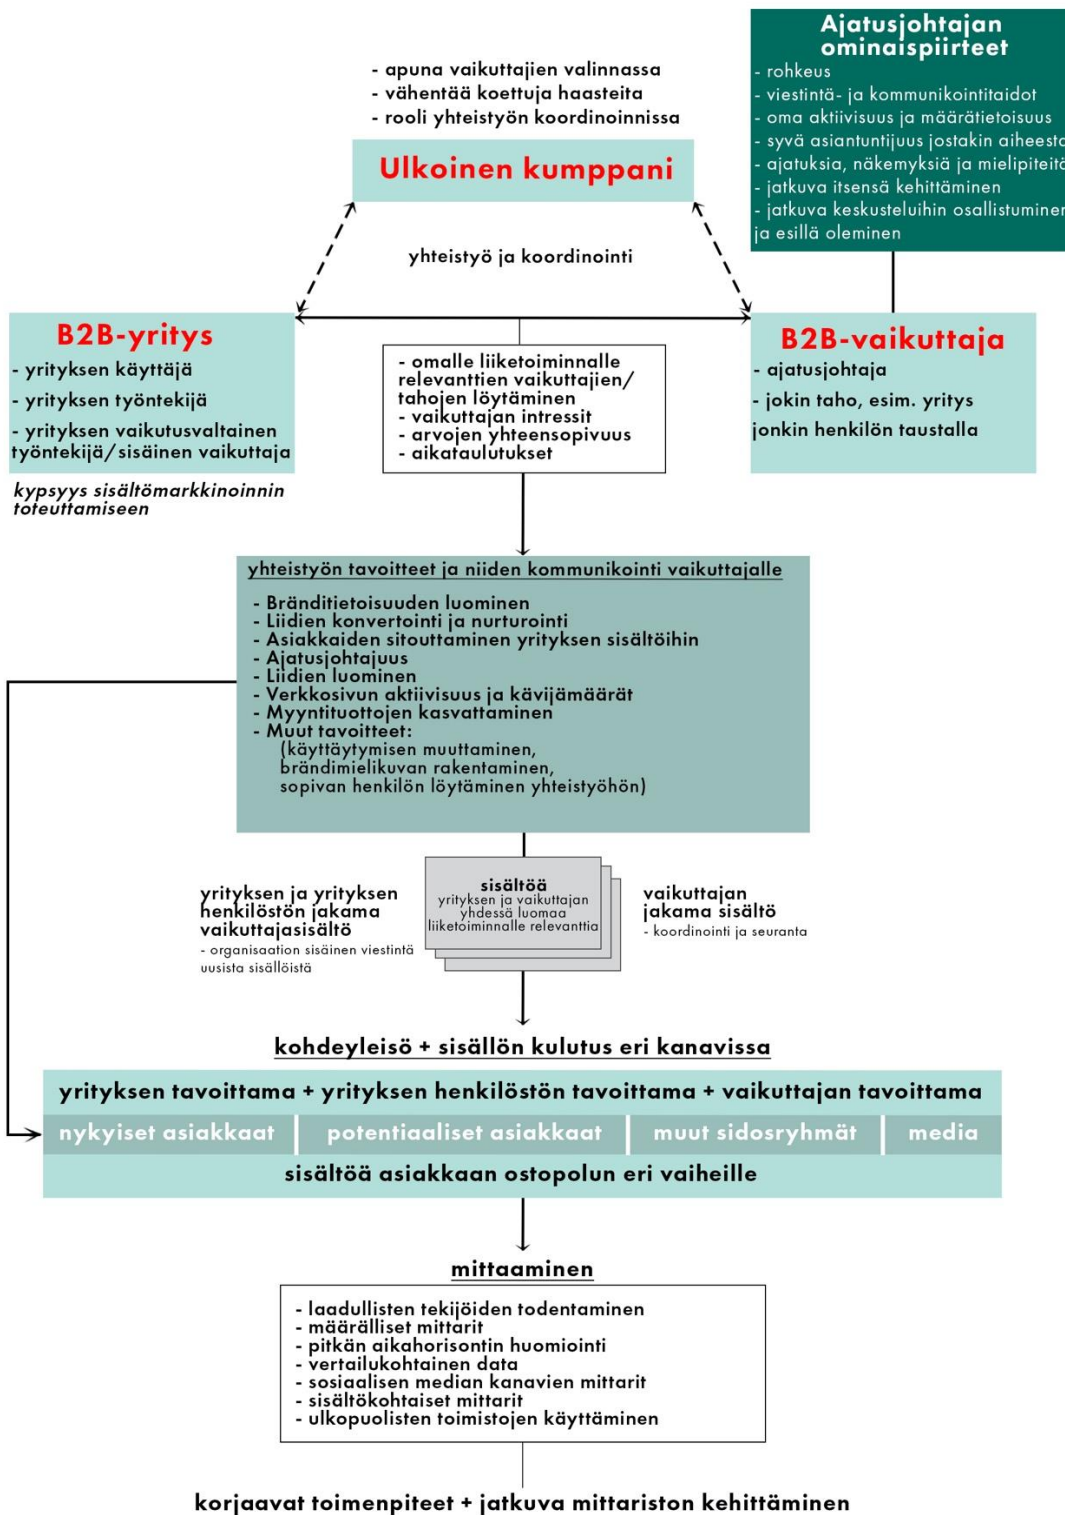 Ajatusjohtajan
ominaispiirteet
- rohkeus
- viestintä- ja kommunikointitaidot
- oma aktiivisuus ja määrätietoisuus
- syvä asiantuntijuus jostakin aiheesta
- ajatuksia, näkemyksiä ja mielipiteitä
- jatkuva itsensä kehittäminen
- jatkuva keskusteluihin osallistuminen
ja esillä oleminen
- apuna vaikuttajien valinnassa
- vähentää koettuja haasteita
- rooli yhteistyön koordinoinnissa
Ulkoinen kumppani
yhteistyö ja koordinointi
B2B-yritys
- yrityksen käyttäjä
- yrityksen työntekijä
- yrityksen vaikutusvaltainen
työntekijä/sisäinen vaikuttaja
kypsyys sisältömarkkinoinnin
toteuttamiseen
- omalle liiketoiminnalle
relevanttien vaikuttajien/
tahojen löytäminen
- vaikuttajan intressit
- arvojen yhteensopivuus
- aikataulutukset
B2B-vaikuttaja
- ajatusjohtaja
- jokin taho, esim. yritys
jonkin henkilön taustalla
yhteistyön tavoitteet ja niiden kommunikointi vaikuttajalle
- Bränditietoisuuden luominen
- Liidien konvertointi ja nurturointi
- Asiakkaiden sitouttaminen yrityksen sisältöihin
- Ajatusjohtajuus
- Liidien luominen
- Verkkosivun aktiivisuus ja kävijämäärät
- Myyntituottojen kasvattaminen
- Muut tavoitteet:
(käyttäytymisen muuttaminen,
brändimielikuvan rakentaminen,
sopivan henkilön löytäminen yhteistyöhön)
yrityksen ja yrityksen
henkilöstön jakama
vaikuttajasisältö
- organisaation sisäinen viestintä
uusista sisällöistä
sisältöä
yrityksen ja vaikuttajan
yhdessä luomaa
liiketoiminnalle relevanttia
vaikuttajan
jakama sisältö
- koordinointi ja seuranta
kohdeyleisö + sisällön kulutus eri kanavissa
yrityksen tavoittama + yrityksen henkilöstön tavoittama + vaikuttajan tavoittama
nykyiset asiakkaat potentiaaliset asiakkaat muut sidosryhmät media
sisältöä asiakkaan ostopolun eri vaiheille
mittaaminen
- laadullisten tekijöiden todentaminen
- määrälliset mittarit
- pitkän aikahorisontin huomiointi
- vertailukohtainen data
- sosiaalisen median kanavien mittarit
- sisältökohtaiset mittarit
- ulkopuolisten toimistojen käyttäminen
korjaavat toimenpiteet + jatkuva mittariston kehittäminen